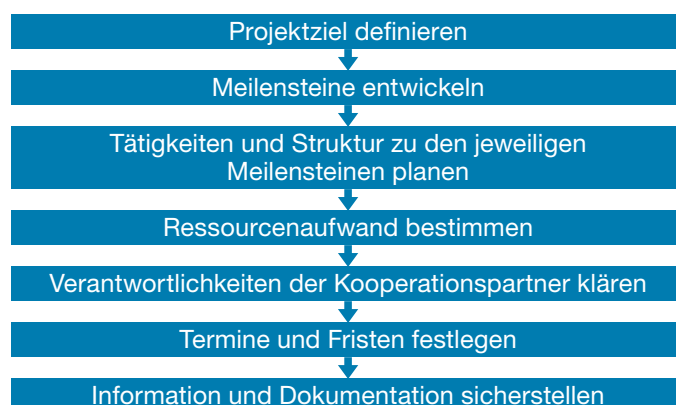 Projektziel definieren
Meilensteine entwickeln
Tätigkeiten und Struktur zu den jeweiligen
Meilensteinen planen
Ressourcenaufwand bestimmen
Verantwortlichkeiten der Kooperationspartner klären
Termine und Fristen festlegen
Information und Dokumentation sicherstellen